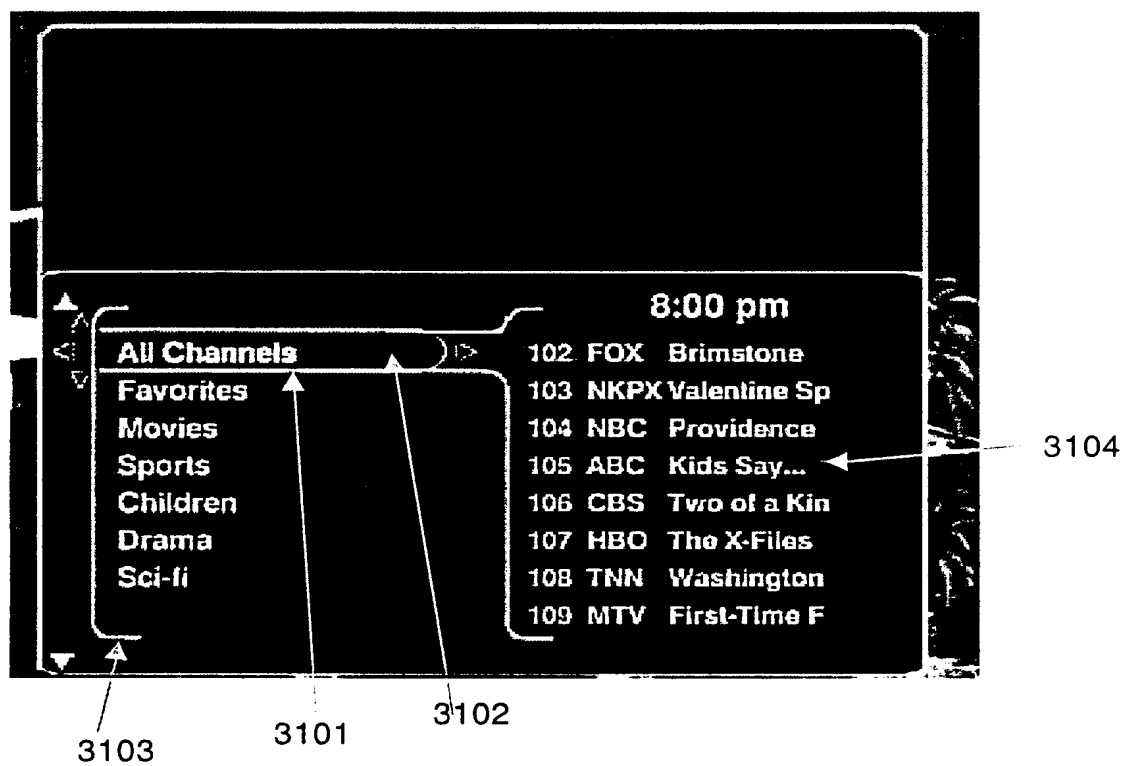 8:00 pm
All Channels
Favorites
Movies
Sports
Children
Drama
Sci-fi
102 FOX Brimstone
103 NKPX Valentine Sp
104 NBC Providence
105 ABC Kids Say...
106 CBS Two of a Kin
107 HBO The X-Files
108 TNN Washington
109 MTV First-Time F
3104
3103
3101
3102